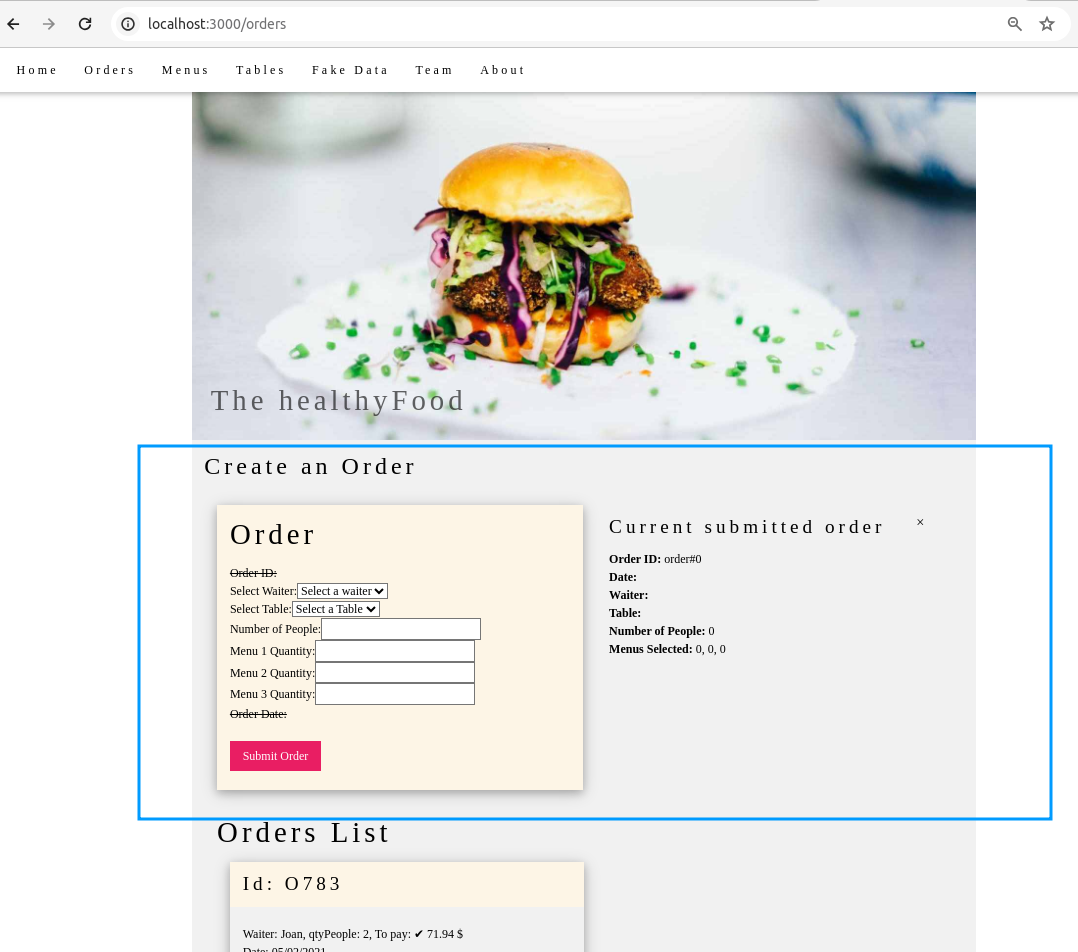 localhost:3000/orders
Home Orders Menus Tables Fake Data Team About
The healthyFood
Create an Order
Order
Order ID:
Select Waiter: Select a waiter
Select Table: Select a Table
Number of People:
Menu 1 Quantity:
Menu 2 Quantity:
Menu 3 Quantity:
Order Date:
Submit Order
Current submitted order ×
Order ID: order#0
Date:
Waiter:
Table:
Number of People: 0
Menus Selected: 0, 0, 0
Orders List
Id: O783
Waiter: Joan, qtyPeople: 2, To pay: ✔ 71.94 $
Date: 05/02/2021